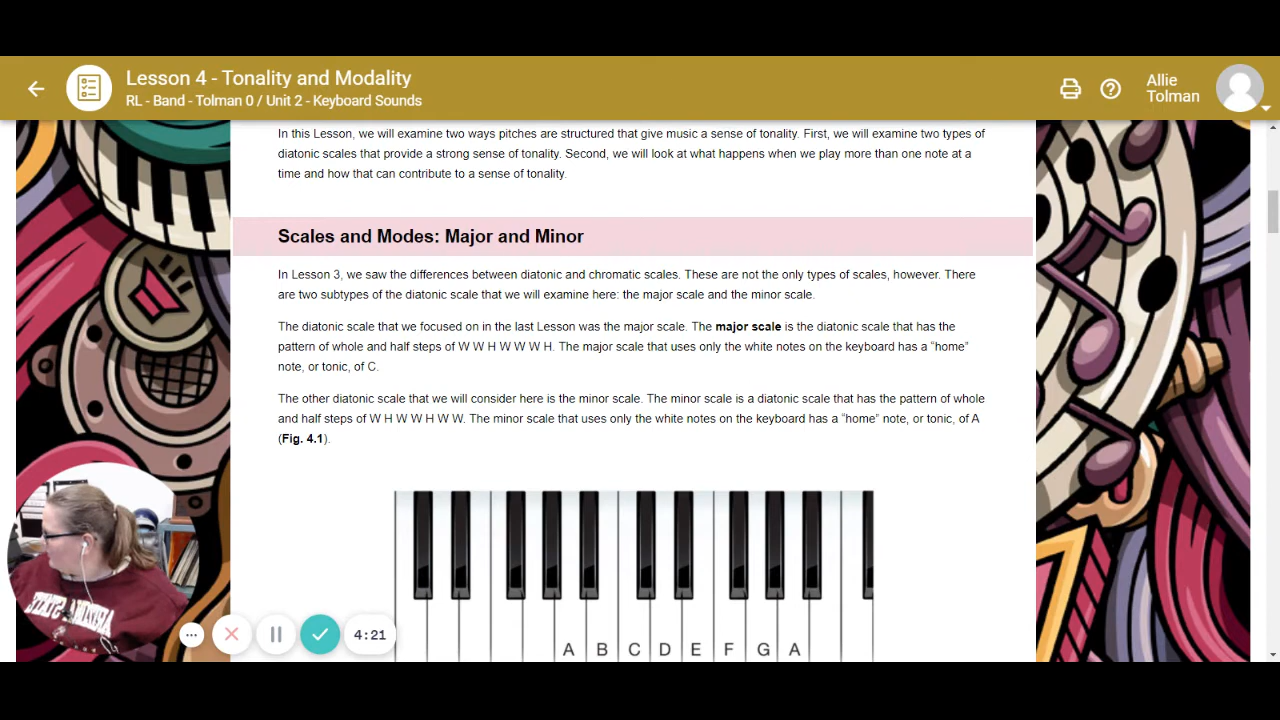 Lesson 4 - Tonality and Modality
RL - Band - Tolman 0 / Unit 2 - Keyboard Sounds
Allie
Tolman
In this Lesson, we will examine two ways pitches are structured that give music a sense of tonality. First, we will examine two types of
diatonic scales that provide a strong sense of tonality. Second, we will look at what happens when we play more than one note at a
time and how that can contribute to a sense of tonality.
Scales and Modes: Major and Minor
In Lesson 3, we saw the differences between diatonic and chromatic scales. These are not the only types of scales, however. There
are two subtypes of the diatonic scale that we will examine here: the major scale and the minor scale.
The diatonic scale that we focused on in the last Lesson was the major scale. The major scale is the diatonic scale that has the
pattern of whole and half steps of W W H W W W H. The major scale that uses only the white notes on the keyboard has a “home”
note, or tonic, of C.
The other diatonic scale that we will consider here is the minor scale. The minor scale is a diatonic scale that has the pattern of whole
and half steps of W H W W H W W. The minor scale that uses only the white notes on the keyboard has a “home” note, or tonic, of A
(Fig. 4.1).
A B C D E F G A
ARIZONA STATE
4:21